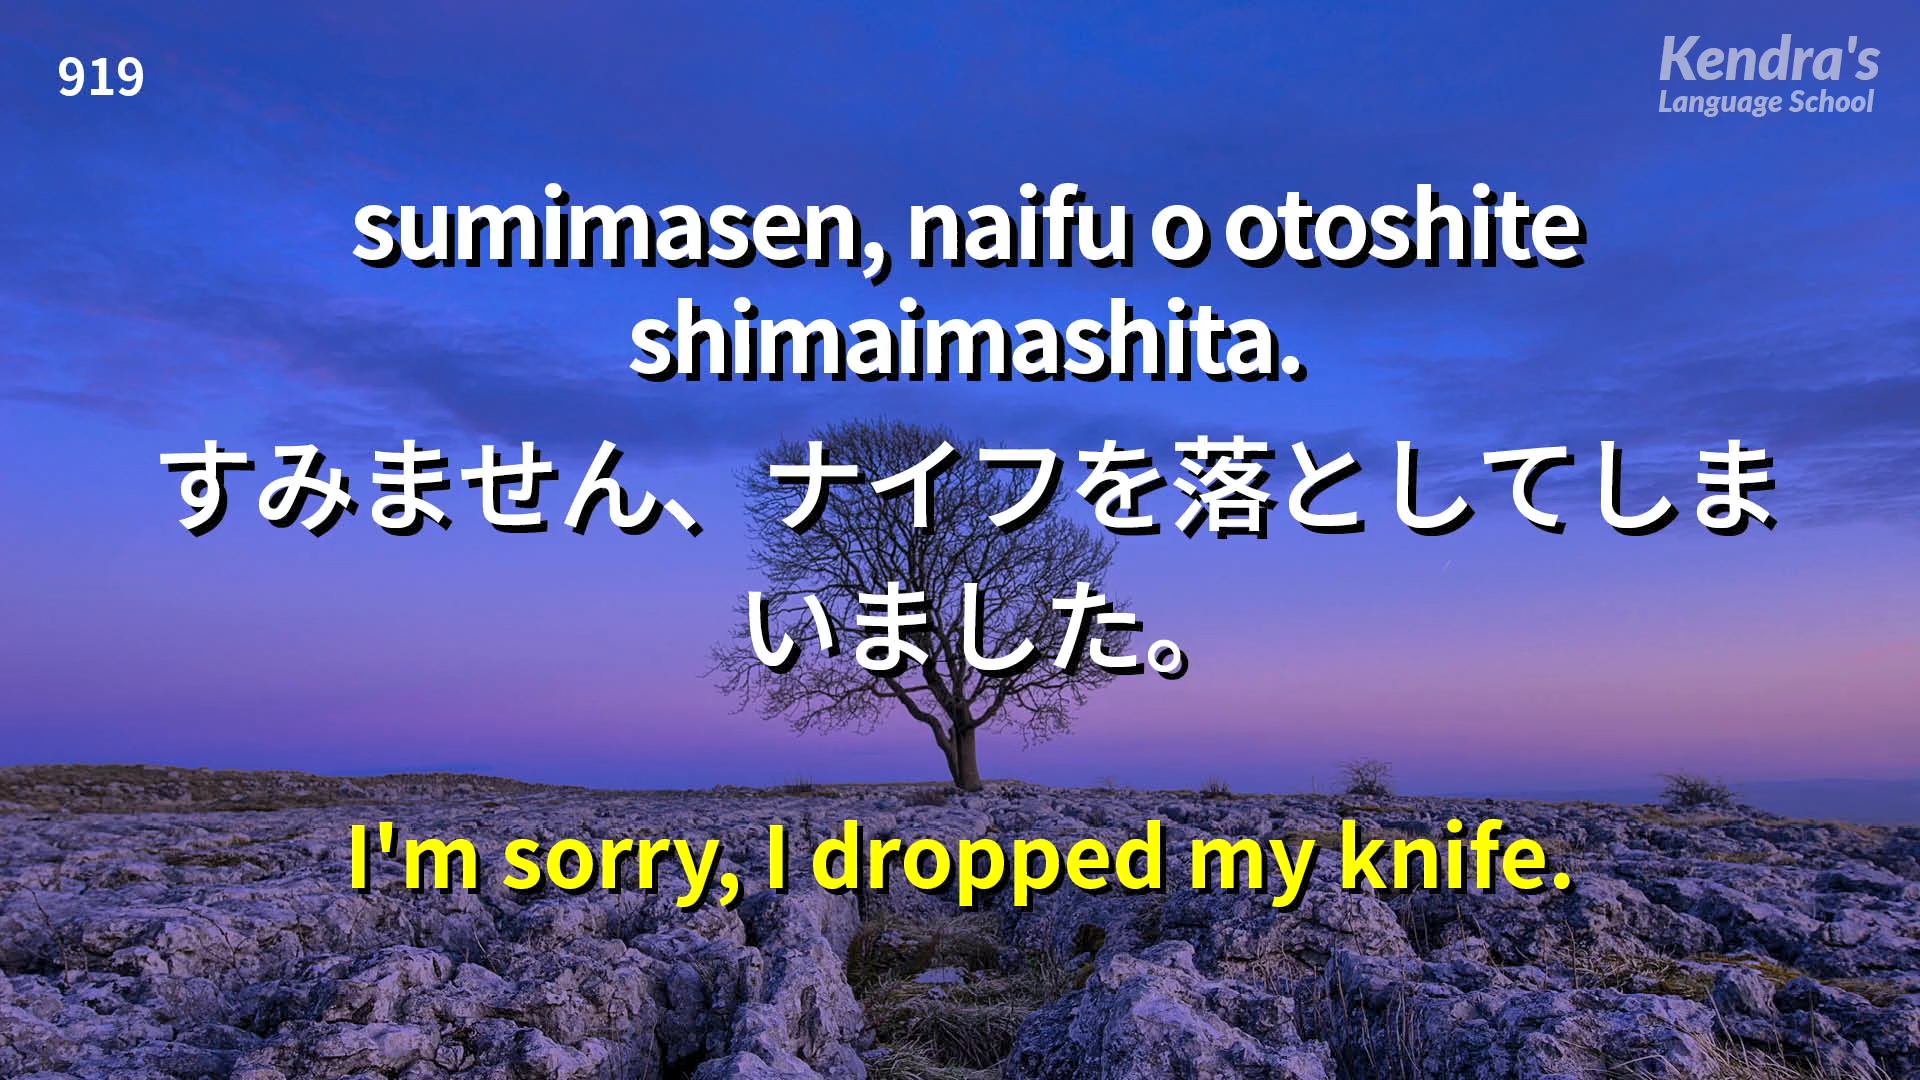 919
Kendra's
Language School
sumimasen, naifu o otoshite
shimaimashita.
すみません、ナイフを落としてしま
いました。
I'm sorry, I dropped my knife.